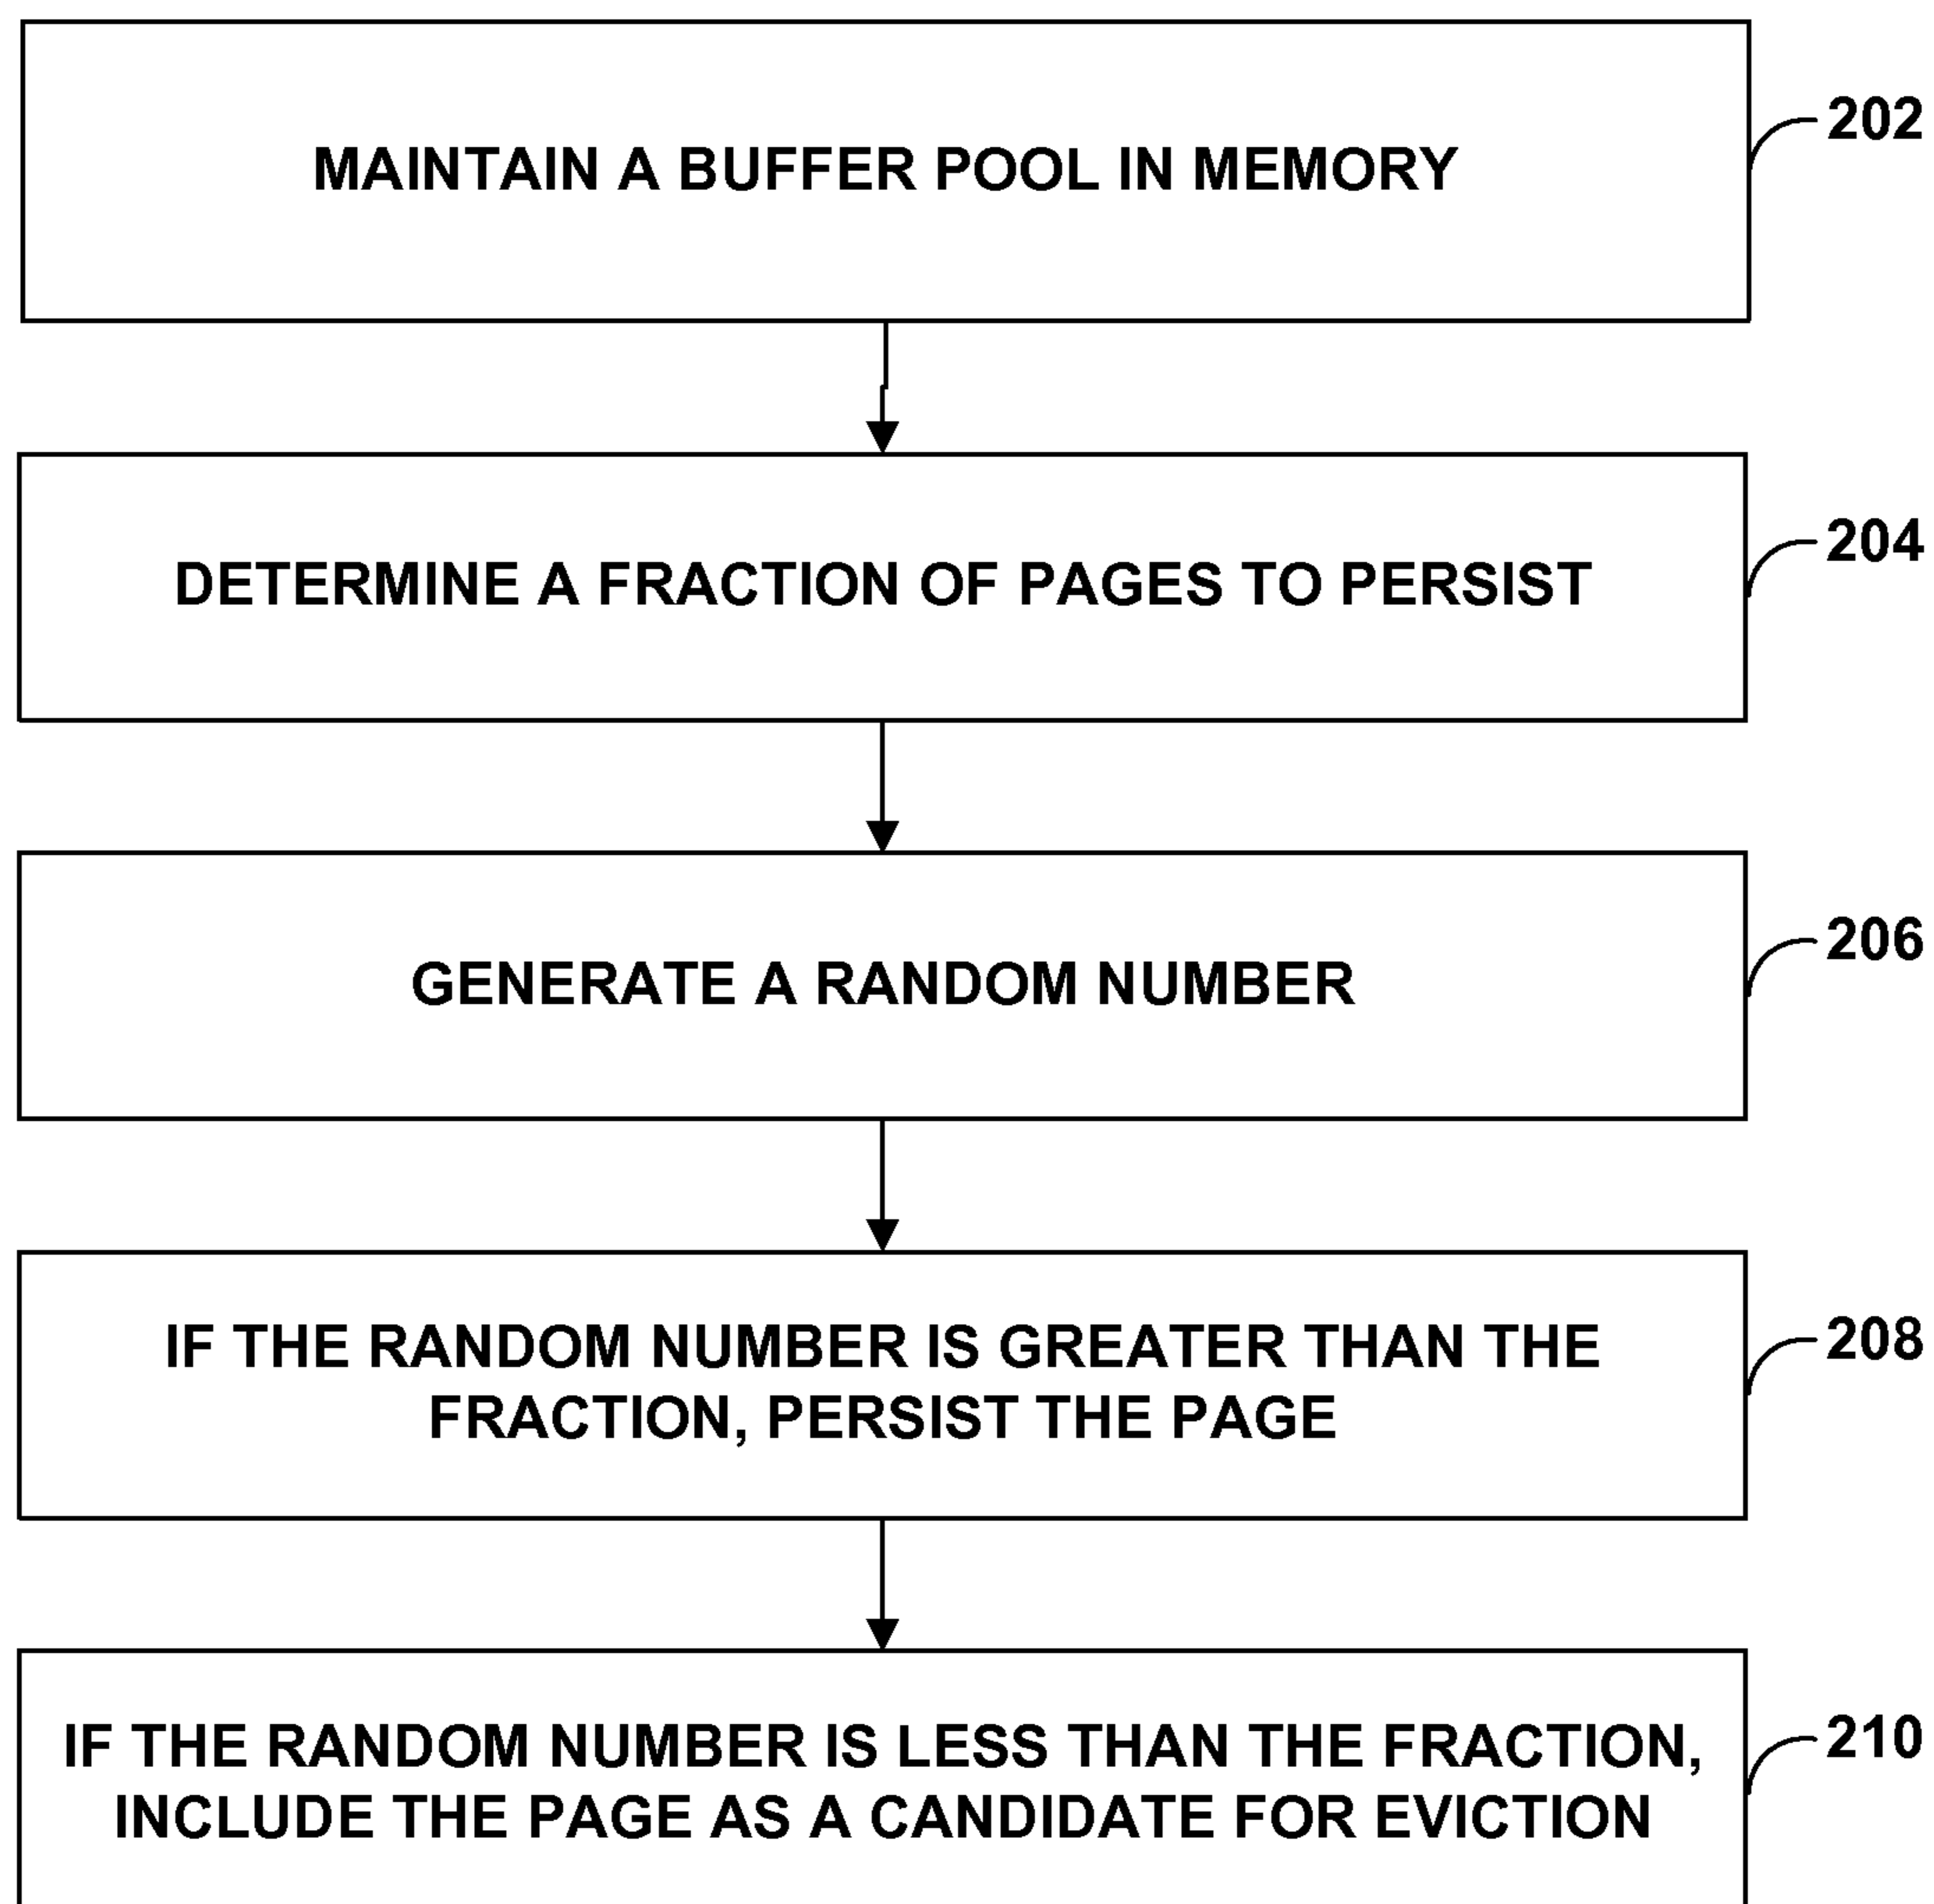 MAINTAIN A BUFFER POOL IN MEMORY
202
DETERMINE A FRACTION OF PAGES TO PERSIST
204
GENERATE A RANDOM NUMBER
206
IF THE RANDOM NUMBER IS GREATER THAN THE
FRACTION, PERSIST THE PAGE
208
IF THE RANDOM NUMBER IS LESS THAN THE FRACTION,
INCLUDE THE PAGE AS A CANDIDATE FOR EVICTION
210